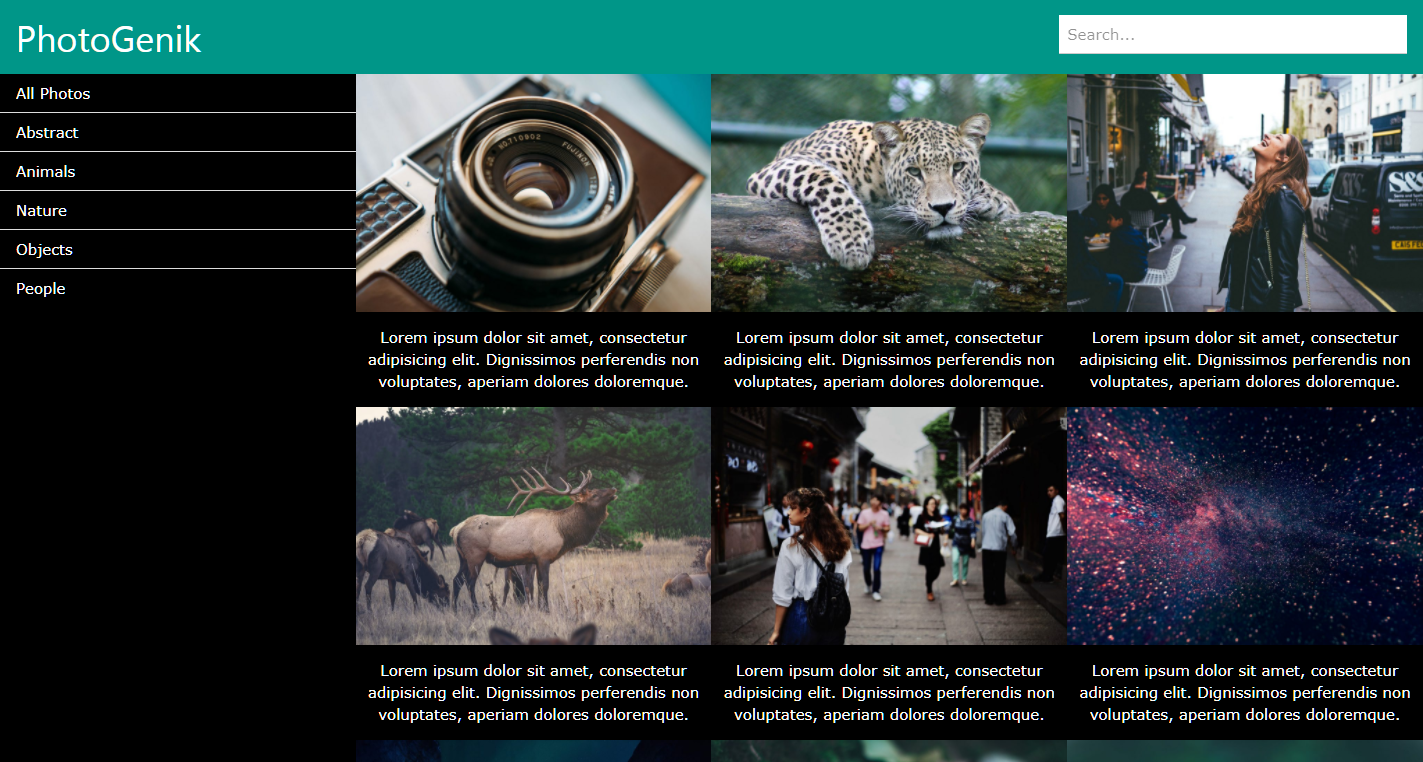 PhotoGenik
Search...
All Photos
Abstract
Animals
Nature
Objects
People
NO.710902
FUJINON
S&S
Lorem ipsum dolor sit amet, consectetur
adipisicing elit. Dignissimos perferendis non
voluptates, aperiam dolores doloremque.
Lorem ipsum dolor sit amet, consectetur
adipisicing elit. Dignissimos perferendis non
voluptates, aperiam dolores doloremque.
Lorem ipsum dolor sit amet, consectetur
adipisicing elit. Dignissimos perferendis non
voluptates, aperiam dolores doloremque.
Lorem ipsum dolor sit amet, consectetur
adipisicing elit. Dignissimos perferendis non
voluptates, aperiam dolores doloremque.
Lorem ipsum dolor sit amet, consectetur
adipisicing elit. Dignissimos perferendis non
voluptates, aperiam dolores doloremque.
Lorem ipsum dolor sit amet, consectetur
adipisicing elit. Dignissimos perferendis non
voluptates, aperiam dolores doloremque.